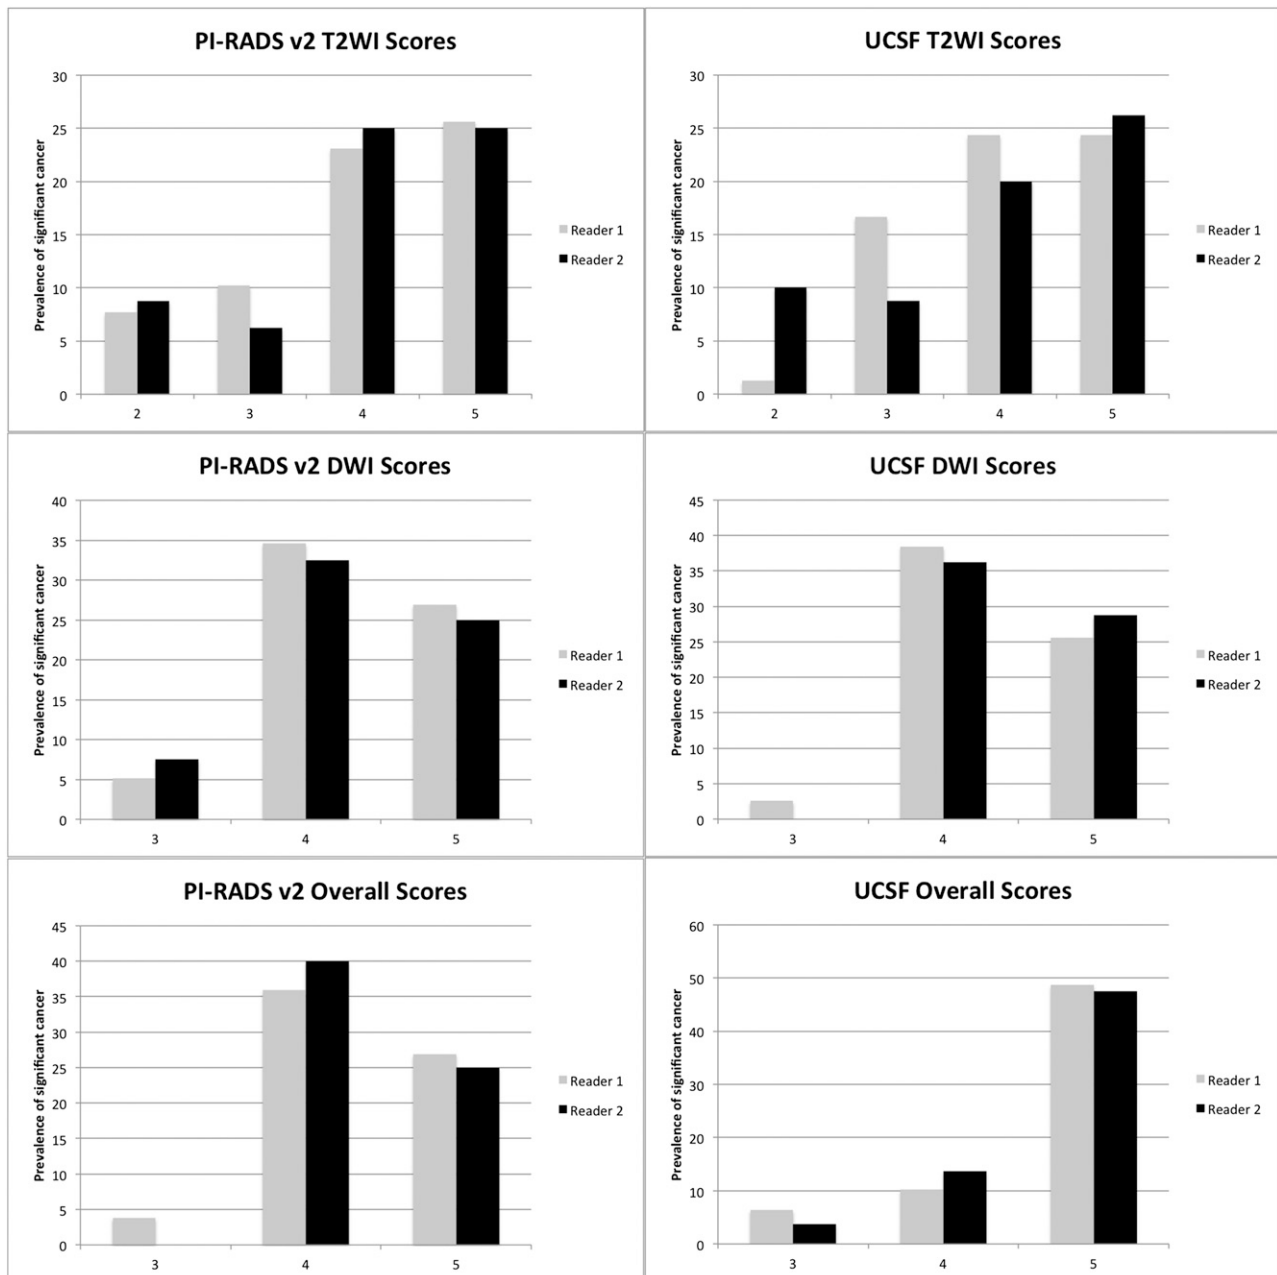 PI-RADS v2 T2WI Scores
Prevalence of significant cancer
30
25
20
15
10
5
0
2 3 4 5
Reader 1
Reader 2
UCSF T2WI Scores
Prevalence of significant cancer
30
25
20
15
10
5
0
2 3 4 5
Reader 1
Reader 2
PI-RADS v2 DWI Scores
Prevalence of significant cancer
40
35
30
25
20
15
10
5
0
3 4 5
Reader 1
Reader 2
UCSF DWI Scores
Prevalence of significant cancer
45
40
35
30
25
20
15
10
5
0
3 4 5
Reader 1
Reader 2
PI-RADS v2 Overall Scores
Prevalence of significant cancer
45
40
35
30
25
20
15
10
5
0
3 4 5
Reader 1
Reader 2
UCSF Overall Scores
Prevalence of significant cancer
60
50
40
30
20
10
0
3 4 5
Reader 1
Reader 2